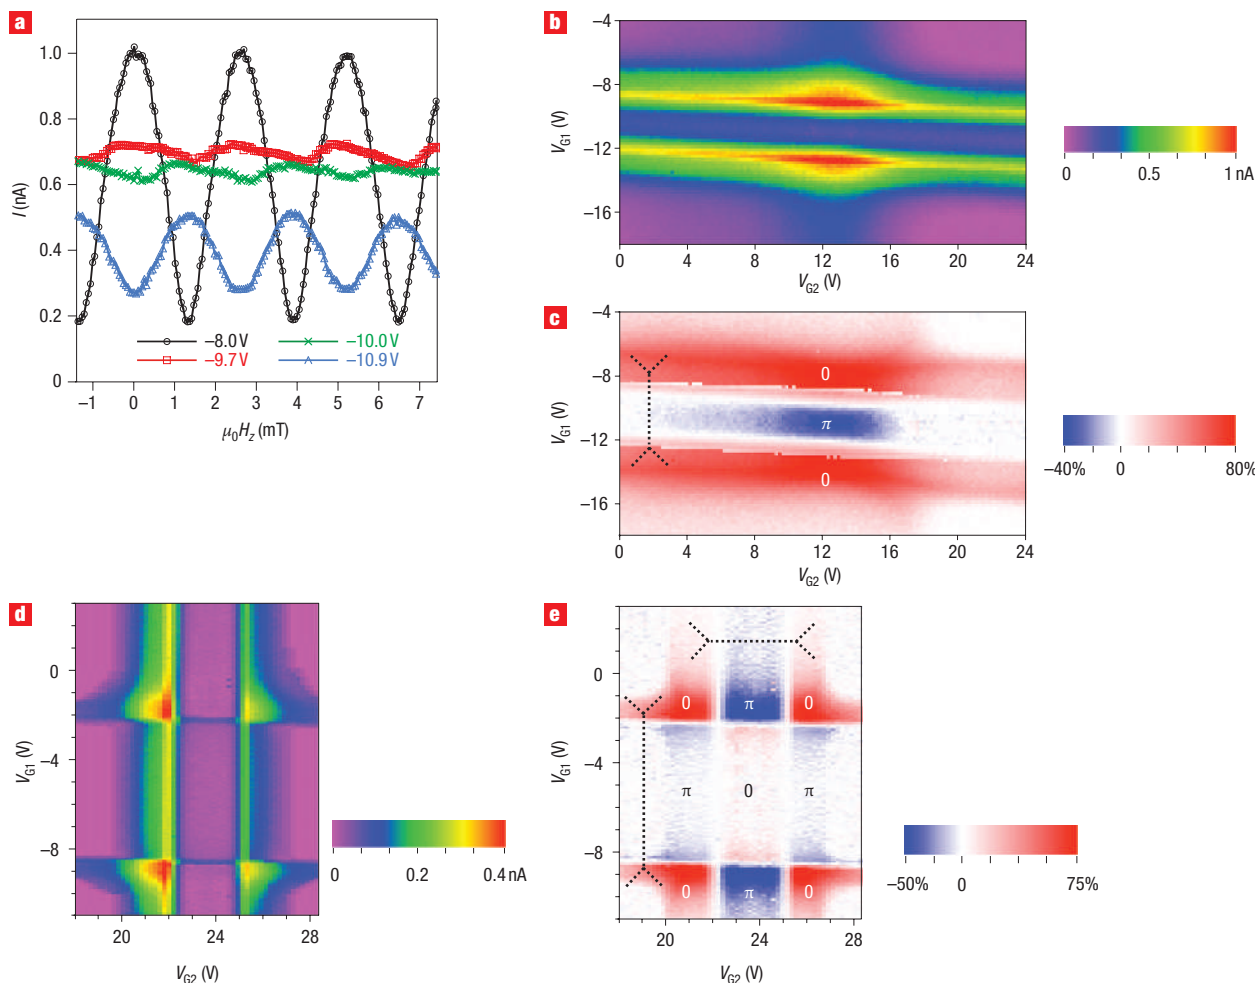 a
I (nA)
1.0
0.8
0.6
0.4
0.2
0
−8.0 V
−10.0 V
−9.7 V
−10.9 V
−1 0 1 2 3 4 5 6 7
μ0Hz (mT)
b
VG1 (V)
−4
−8
−12
−16
0 4 8 12 16 20 24
VG2 (V)
0 0.5 1 nA
c
VG1 (V)
−4
−8
−12
−16
0
π
0
0 4 8 12 16 20 24
VG2 (V)
−40% 0 80%
d
VG1 (V)
0
−4
−8
20 24 28
VG2 (V)
0 0.2 0.4 nA
e
VG1 (V)
0
−4
−8
0 π 0
π 0 π
0 π 0
20 24 28
VG2 (V)
−50% 0 75%